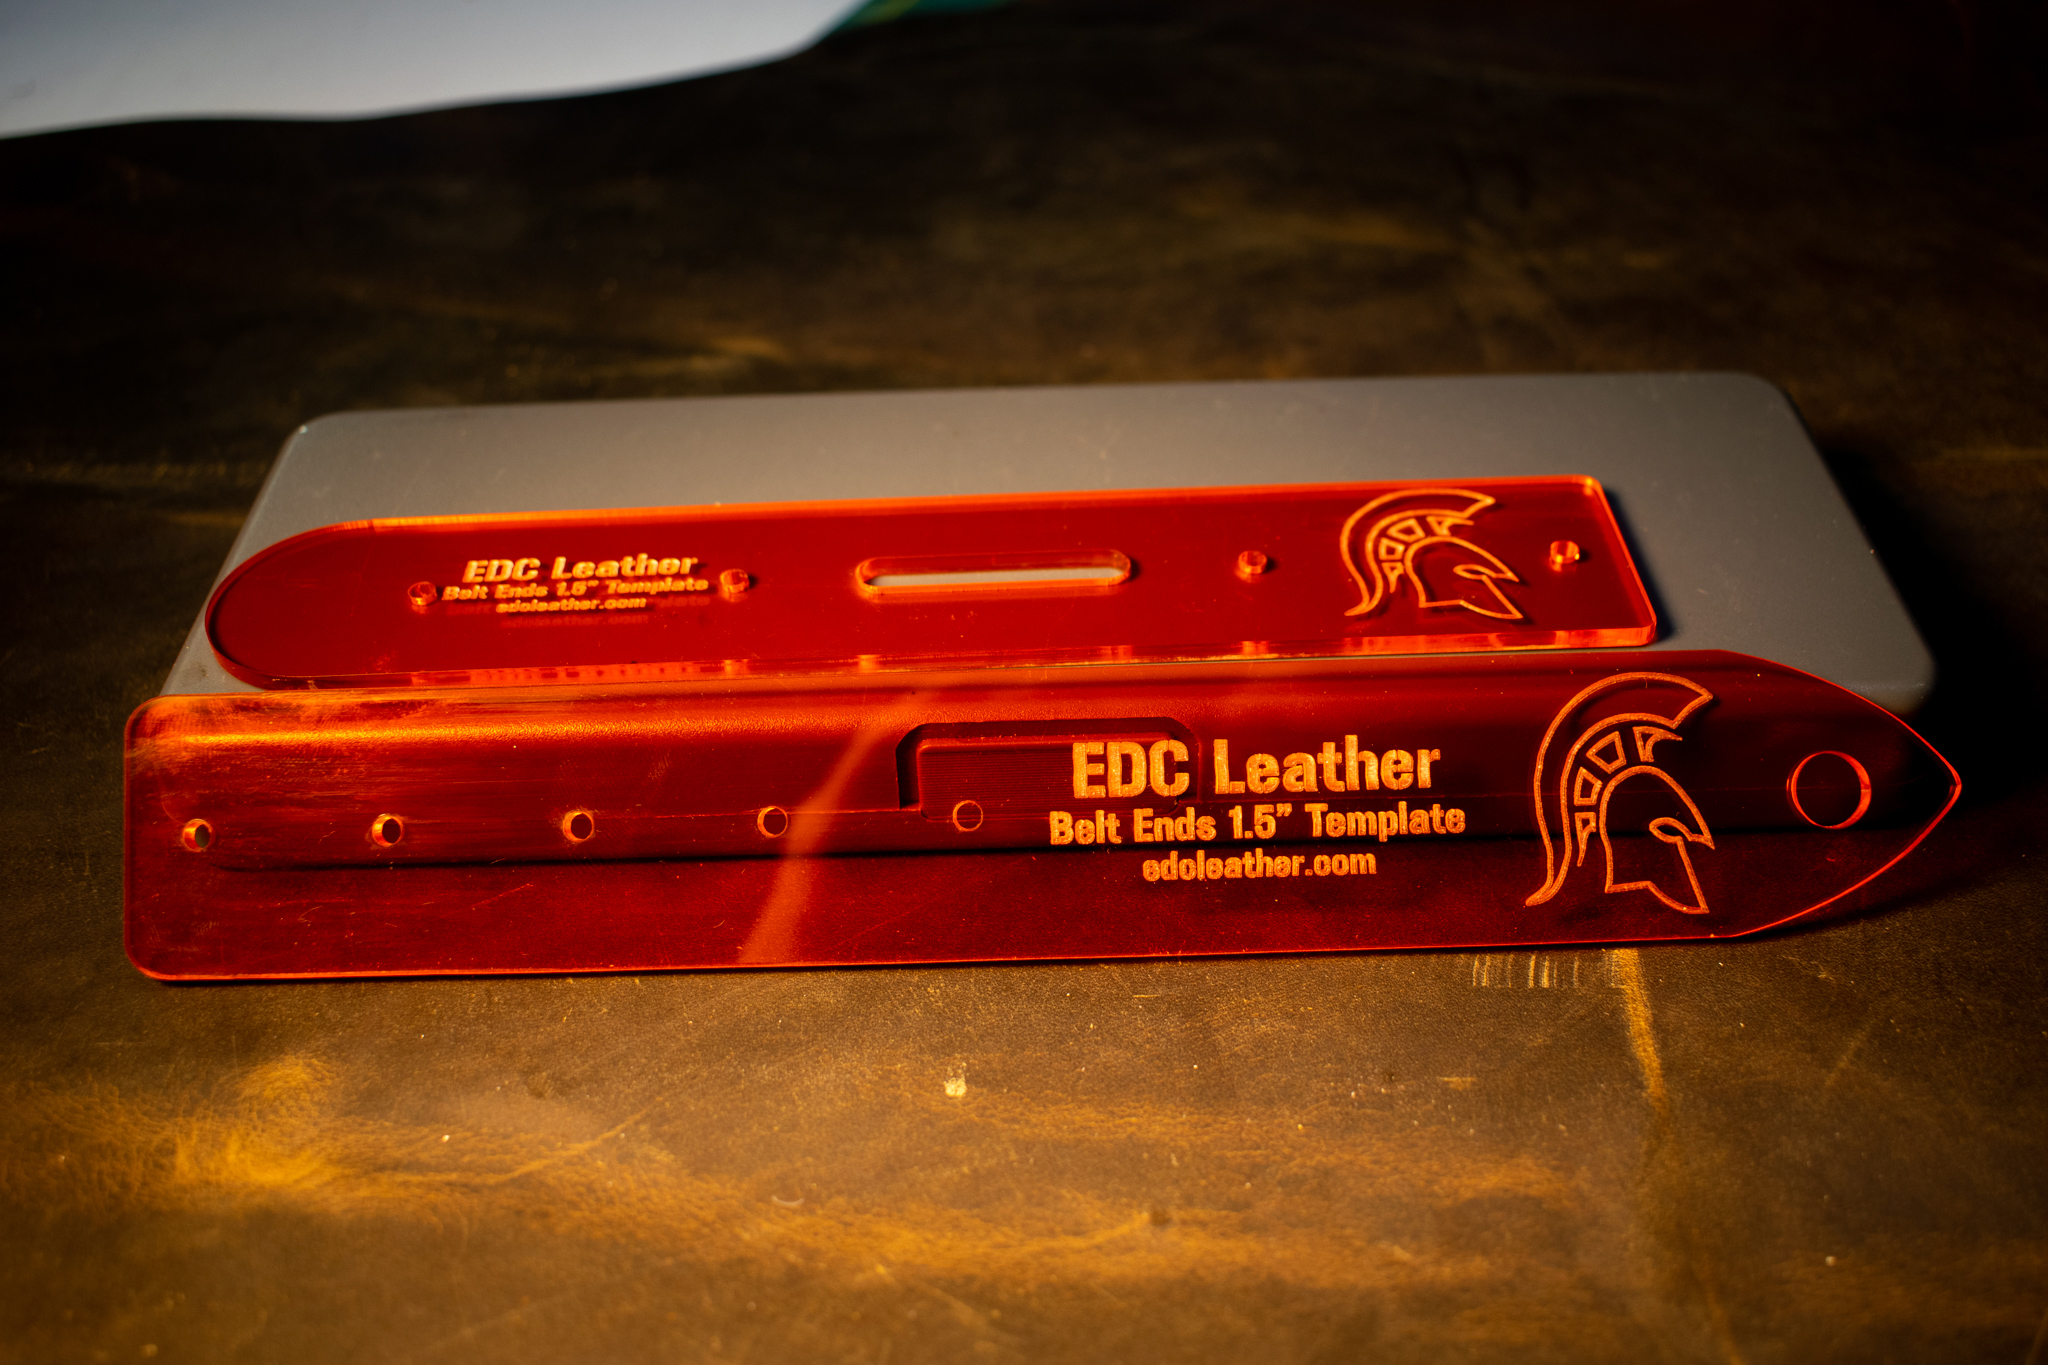 EDC Leather
Belt Ends 1.5" Template
edcleather.com
EDC Leather
Belt Ends 1.5" Template
edcleather.com